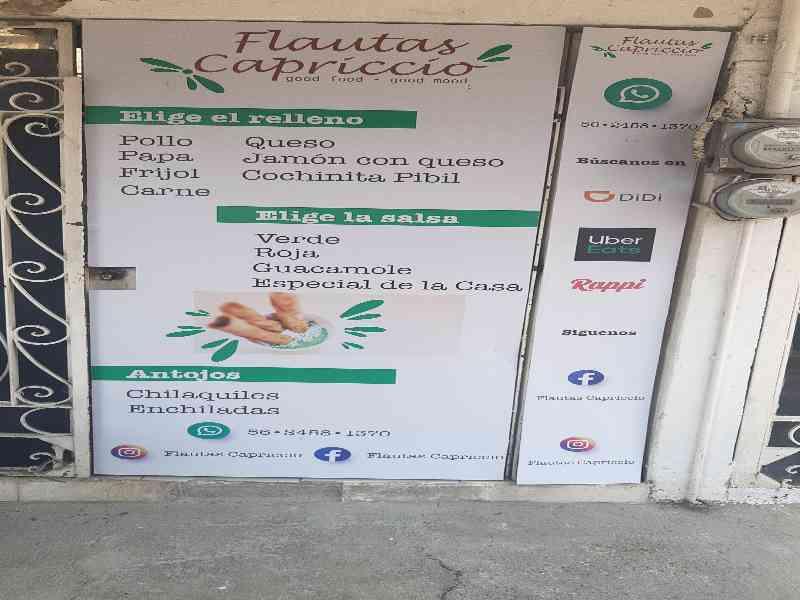 Flautas
Capriccio
good food - good mood
Elige el relleno
Pollo
Papa
Frijol
Carne
Queso
Jamón con queso
Cochinita Pibil
Elige la salsa
Verde
Roja
Guacamole
Especial de la Casa
Antojos
Chilaquiles
Enchiladas
56•2453•1370
Flautas Capriccio
Flautas Capriccio
Flautas
Capriccio
56•2453•1370
Búscanos en
DiDi
Uber
Eats
Rappi
Síguenos
Flautas Capriccio
Flautas Capriccio